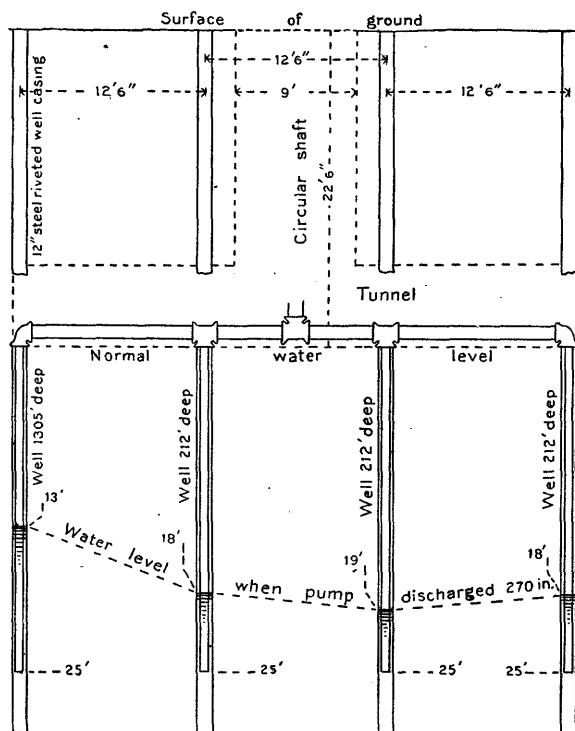 Surface of ground
12'6"
12'6" 9' 12'6"
12" steel riveted well casing
Circular shaft
22'6"
Tunnel
Normal water level
Well 1305' deep
Well 212' deep
Well 212' deep
Well 212' deep
13'
18'
19'
18'
Water level when pump discharged 270 in.
25' 25' 25' 25'